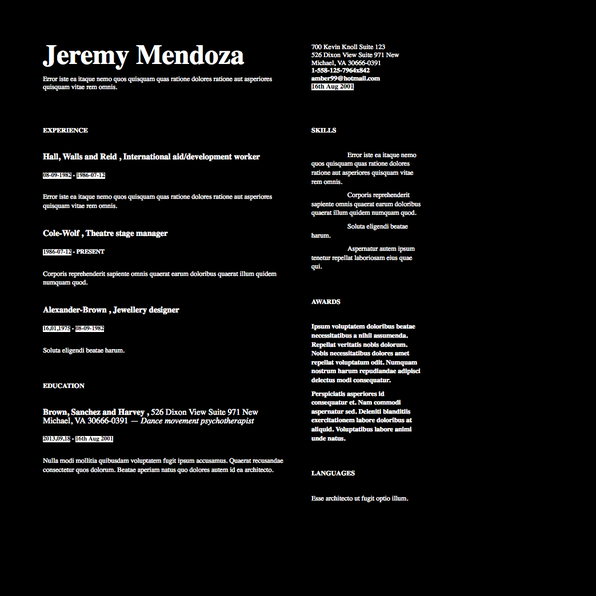 Jeremy Mendoza
Error iste ea itaque nemo quos quisquam quas ratione dolores ratione aut asperiores
quisquam vitae rem omnis.
700 Kevin Knoll Suite 123
526 Dixon View Suite 971 New
Michael, VA 30666-0391
1-558-125-7964x842
amber99@hotmail.com
16th Aug 2001
EXPERIENCE
Hall, Walls and Reid , International aid/development worker
08-09-1982 - 1986-07-12
Error iste ea itaque nemo quos quisquam quas ratione dolores ratione aut asperiores
quisquam vitae rem omnis.
Cole-Wolf , Theatre stage manager
1986-07-12 - PRESENT
Corporis reprehenderit sapiente omnis quaerat earum doloribus quaerat illum quidem
numquam quod.
Alexander-Brown , Jewellery designer
16.01.1975 - 08-09-1982
Soluta eligendi beatae harum.
EDUCATION
Brown, Sanchez and Harvey , 526 Dixon View Suite 971 New
Michael, VA 30666-0391 — Dance movement psychotherapist
2013.09.18 - 16th Aug 2001
Nulla modi mollitia quibusdam voluptatem fugit ipsum accusamus. Quaerat recusandae
consectetur quos dolorum. Beatae aperiam natus quo dolores autem id ea architecto.
SKILLS
Error iste ea itaque nemo
quos quisquam quas ratione dolores
ratione aut asperiores quisquam vitae
rem omnis.
Corporis reprehenderit
sapiente omnis quaerat earum doloribus
quaerat illum quidem numquam quod.
Soluta eligendi beatae
harum.
Aspernatur autem ipsum
tenetur repellat laboriosam eius quae
qui.
AWARDS
Ipsum voluptatem doloribus beatae
necessitatibus a nihil assumenda.
Repellat veritatis nobis dolorum.
Nobis necessitatibus dolores amet
repellat voluptatum odit. Numquam
nostrum harum repudiandae adipisci
delectus modi consequatur.
Perspiciatis asperiores id
consequatur et. Nam commodi
aspernatur sed. Deleniti blanditiis
exercitationem labore doloribus at
aliquid. Voluptatibus labore animi
unde natus.
LANGUAGES
Esse architecto ut fugit optio illum.